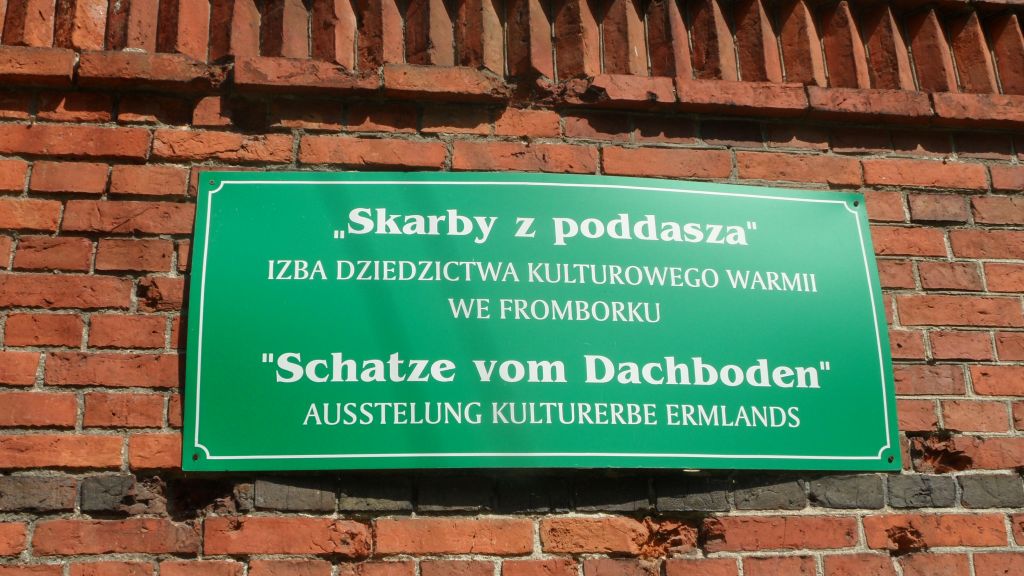 „Skarby z poddasza"
IZBA DZIEDZICTWA KULTUROWEGO WARMII
WE FROMBORKU
"Schatze vom Dachboden"
AUSSTELUNG KULTURERBE ERMLANDS